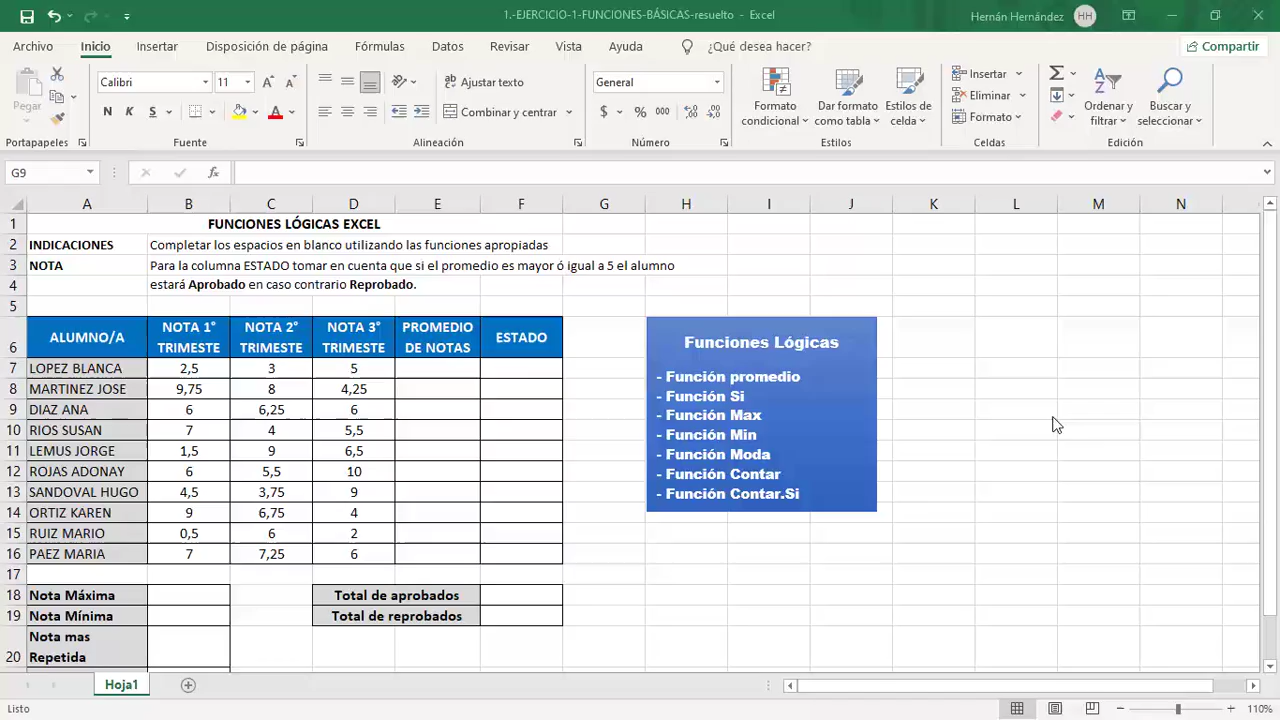 1.-EJERCICIO-1-FUNCIONES-BÁSICAS-resuelto - Excel
Hernán Hernández HH
Archivo Inicio Insertar Disposición de página Fórmulas Datos Revisar Vista Ayuda ¿Qué desea hacer? Compartir
Pegar
Calibri 11
N K S
Ajustar texto
Combinar y centrar
General
$ % 000
Formato condicional
Dar formato como tabla
Estilos de celda
Insertar
Eliminar
Formato
Ordenar y filtrar
Buscar y seleccionar
Portapapeles Fuente Alineación Número Estilos Celdas Edición
G9 fx
A B C D E F G H I J K L M N
1 FUNCIONES LÓGICAS EXCEL
2 INDICACIONES Completar los espacios en blanco utilizando las funciones apropiadas
3 NOTA Para la columna ESTADO tomar en cuenta que si el promedio es mayor ó igual a 5 el alumno
4 estará Aprobado en caso contrario Reprobado.
5
6 ALUMNO/A NOTA 1° TRIMESTRE NOTA 2° TRIMESTRE NOTA 3° TRIMESTRE PROMEDIO DE NOTAS ESTADO
7 LOPEZ BLANCA 2,5 3 5
8 MARTINEZ JOSE 9,75 8 4,25
9 DIAZ ANA 6 6,25 6
10 RIOS SUSAN 7 4 5,5
11 LEMUS JORGE 1,5 9 6,5
12 ROJAS ADONAY 6 5,5 10
13 SANDOVAL HUGO 4,5 3,75 9
14 ORTIZ KAREN 9 6,75 4
15 RUIZ MARIO 0,5 6 2
16 PAEZ MARIA 7 7,25 6
17
18 Nota Máxima Total de aprobados
19 Nota Mínima Total de reprobados
20 Nota mas Repetida
Funciones Lógicas
- Función promedio
- Función Si
- Función Max
- Función Min
- Función Moda
- Función Contar
- Función Contar.Si
Hoja1
Listo 110%